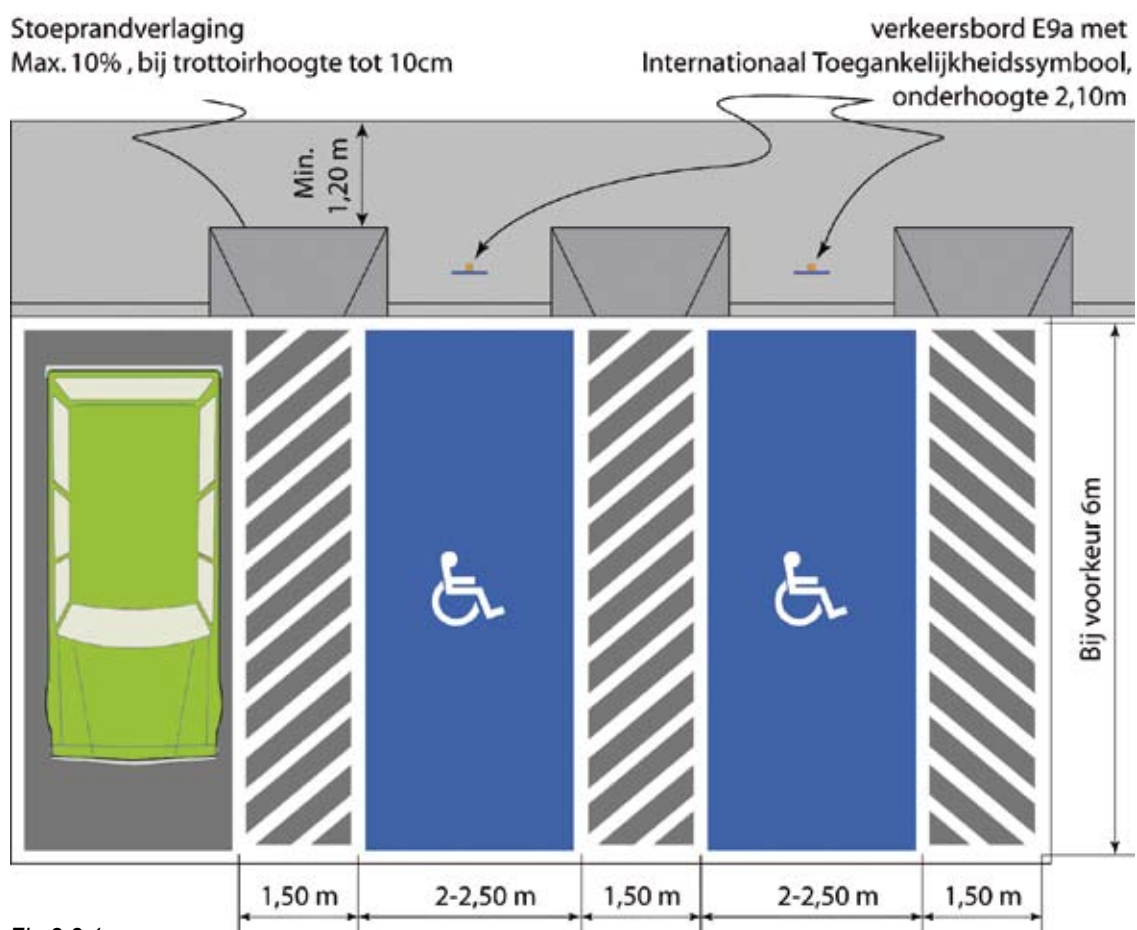 Stoeprandverlaging
Max. 10% , bij trottoirhoogte tot 10cm
verkeersbord E9a met
Internationaal Toegankelijkheidssymbool,
onderhoogte 2,10m
Min.
1,20 m
Bij voorkeur 6m
1,50 m
2-2,50 m
1,50 m
2-2,50 m
1,50 m